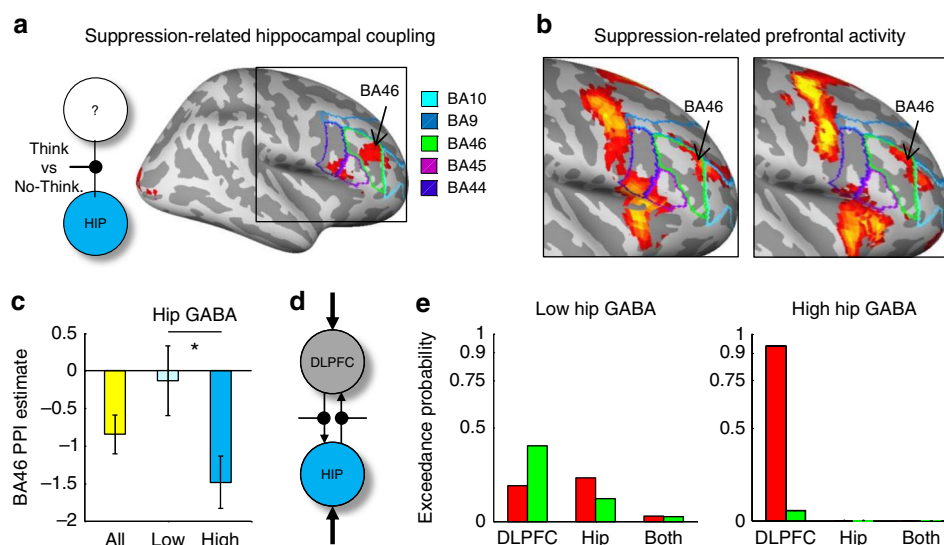 a
Suppression-related hippocampal coupling
?
Think
vs
No-Think.
HIP
BA46
BA10
BA9
BA46
BA45
BA44
b
Suppression-related prefrontal activity
BA46
BA46
c
Hip GABA
*
BA46 PPI estimate
0.5
0
−0.5
−1
−1.5
−2
All Low High
d
DLPFC
HIP
e
Low hip GABA
Exceedance probability
1
0.9
0.75
0.5
0
DLPFC Hip Both
High hip GABA
1
0.9
0.75
0.5
0
DLPFC Hip Both